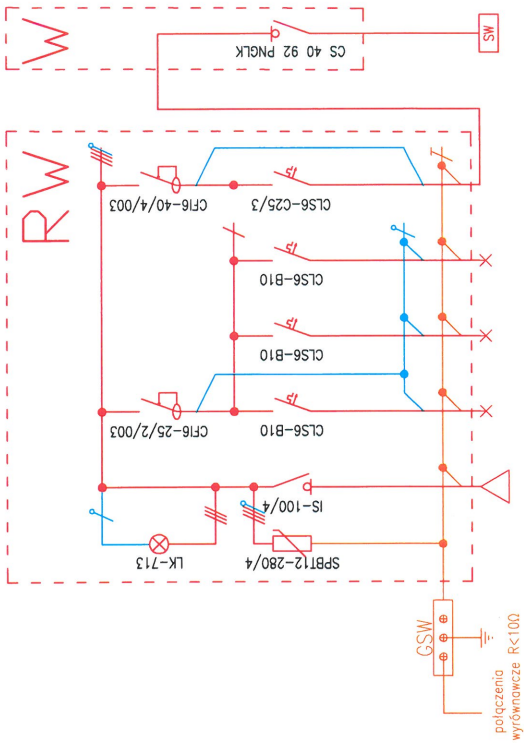 W
CS 40 92 PNGLK
SW
RW
CFI6-40/4/003
CLS6-C25/3
CLS6-B10
CLS6-B10
CFI6-25/2/003
CLS6-B10
IS-100/4
LK-713
SPBT12-280/4
GSW
połączenia
wyrównawcze R<10Ω